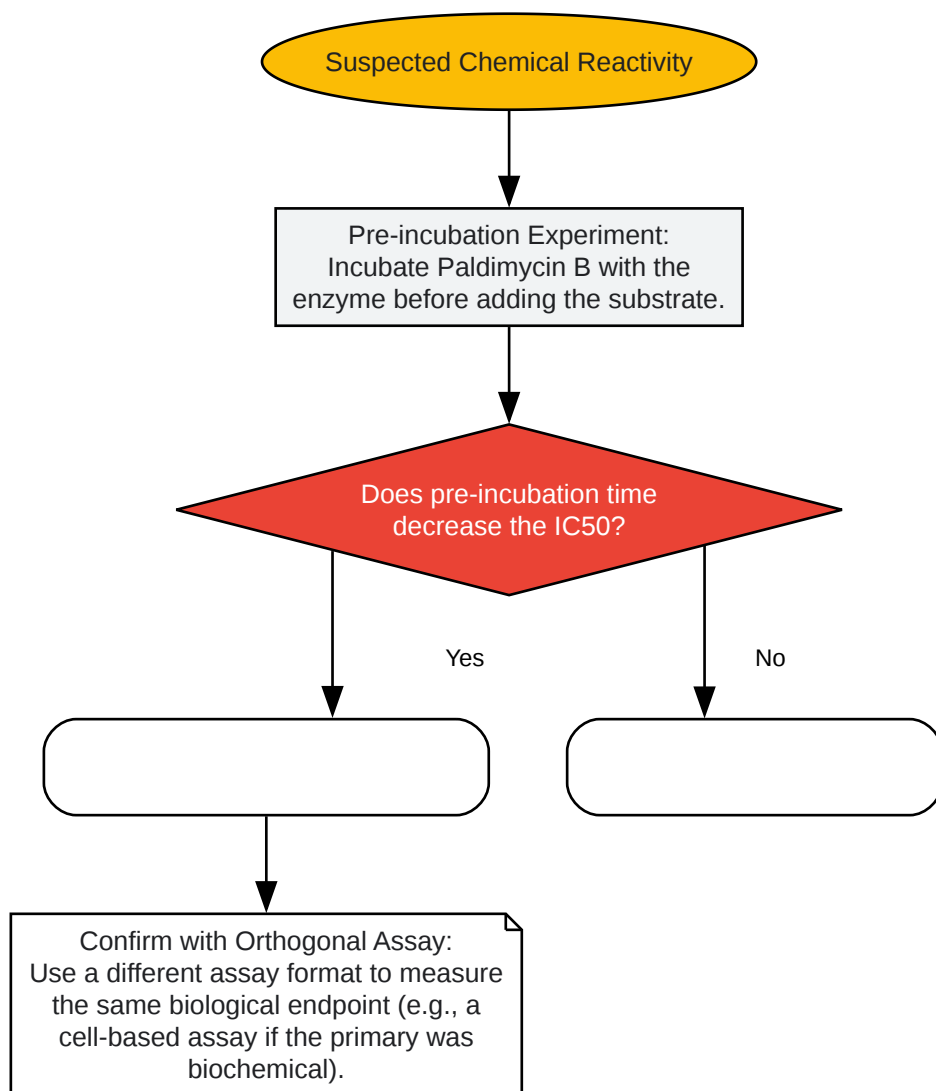 Suspected Chemical Reactivity
Pre-incubation Experiment:
Incubate Paldimycin B with the
enzyme before adding the substrate.
Does pre-incubation time
decrease the IC50?
Yes
No
Confirm with Orthogonal Assay:
Use a different assay format to measure
the same biological endpoint (e.g., a
cell-based assay if the primary was
biochemical).